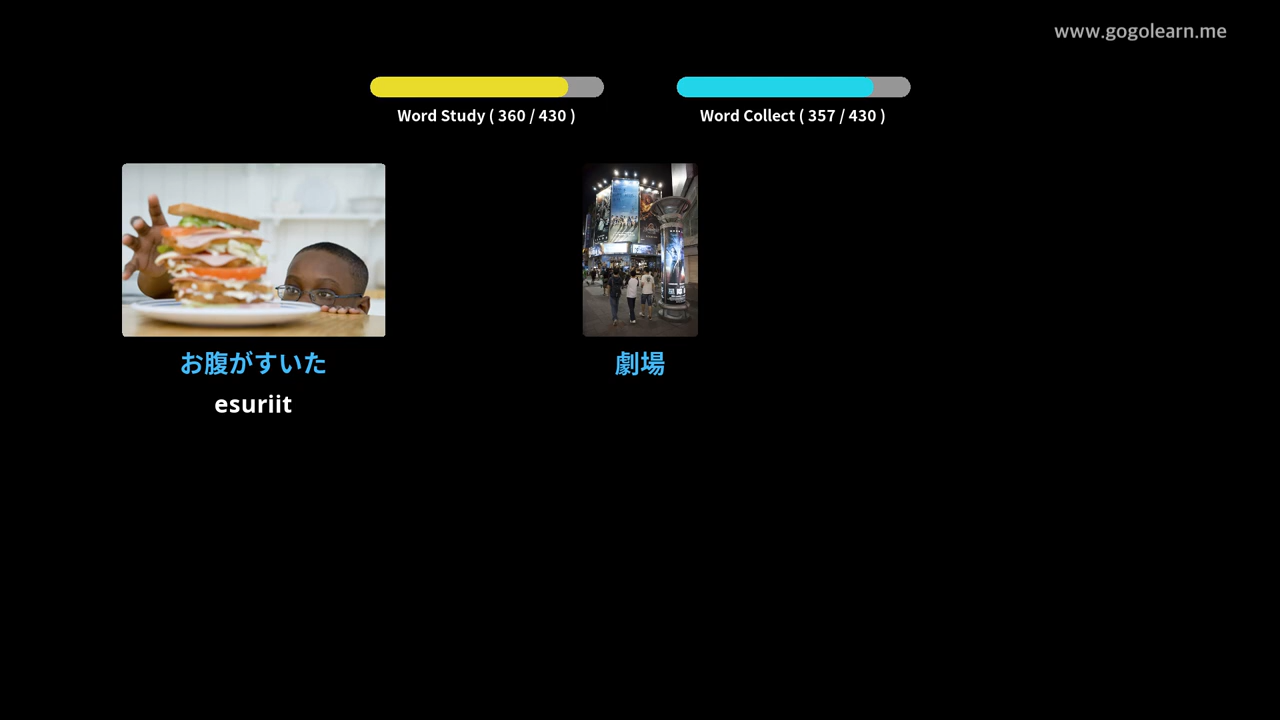 www.gogolearn.me
Word Study ( 360 / 430 )
Word Collect ( 357 / 430 )
お腹がすいた
劇場
esuriit